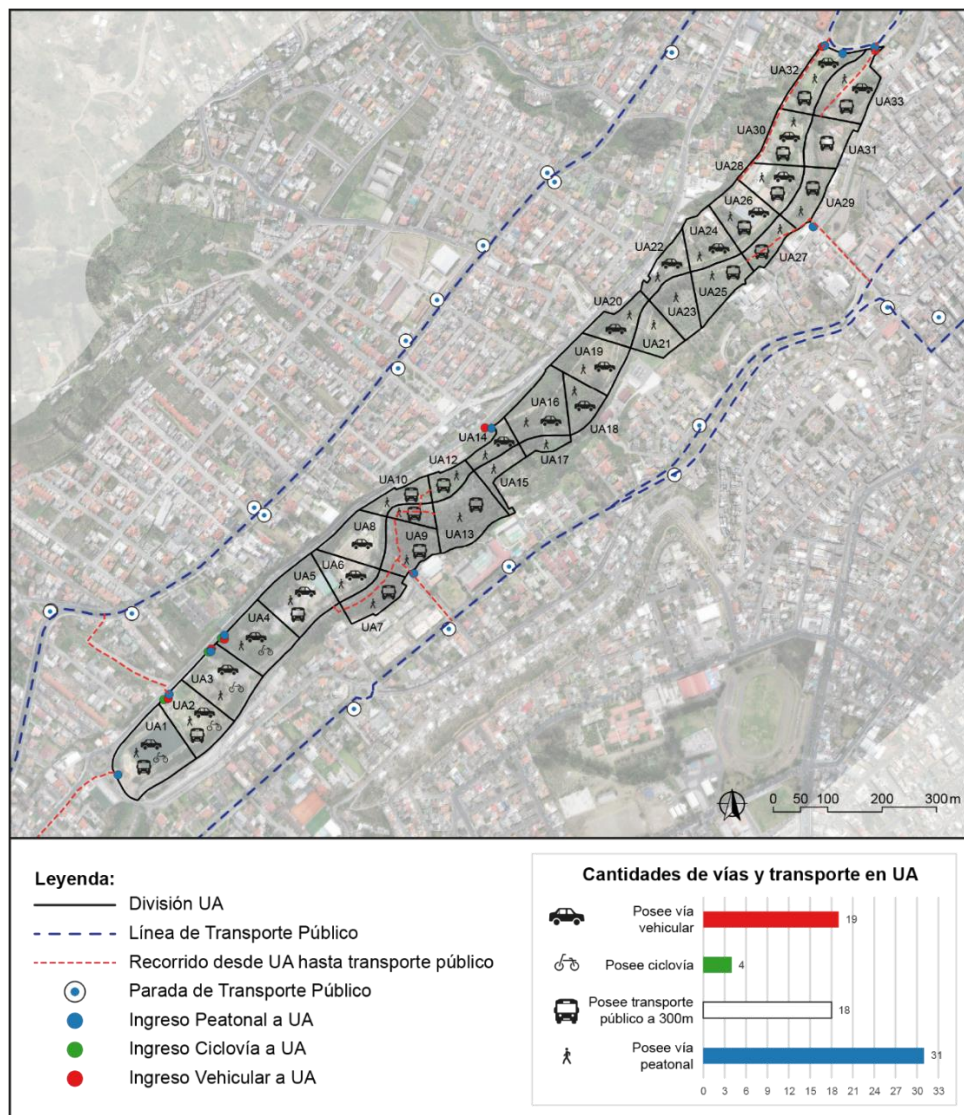 UA32
UA33
UA30
UA31
UA28
UA26
UA29
UA24
UA22
UA27
UA25
UA20
UA23
UA21
UA19
UA16
UA18
UA14
UA17
UA12
UA10
UA15
UA8
UA13
UA9
UA6
UA5
UA7
UA4
UA3
UA2
UA1
0 50 100 200 300 m
Leyenda:
División UA
Línea de Transporte Público
Recorrido desde UA hasta transporte público
Parada de Transporte Público
Ingreso Peatonal a UA
Ingreso Ciclovía a UA
Ingreso Vehicular a UA
Cantidades de vías y transporte en UA
Posee vía
vehicular
19
Posee ciclovía
4
Posee transporte
público a 300m
18
Posee vía
peatonal
31
0 3 6 9 12 15 18 21 24 27 30 33